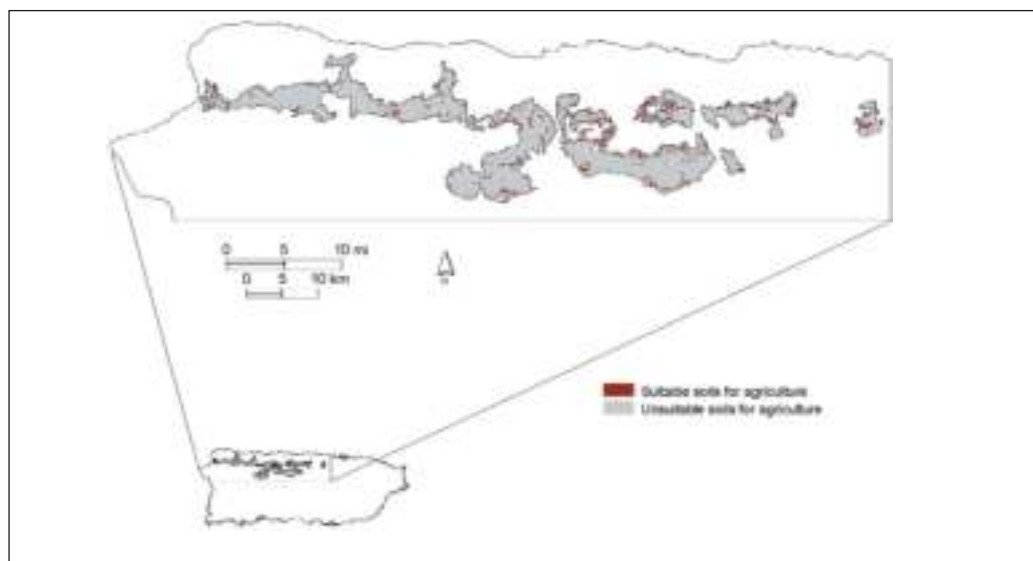 0 5 10 mi
0 5 10 km
N
Suitable soils for agriculture
Unsuitable soils for agriculture